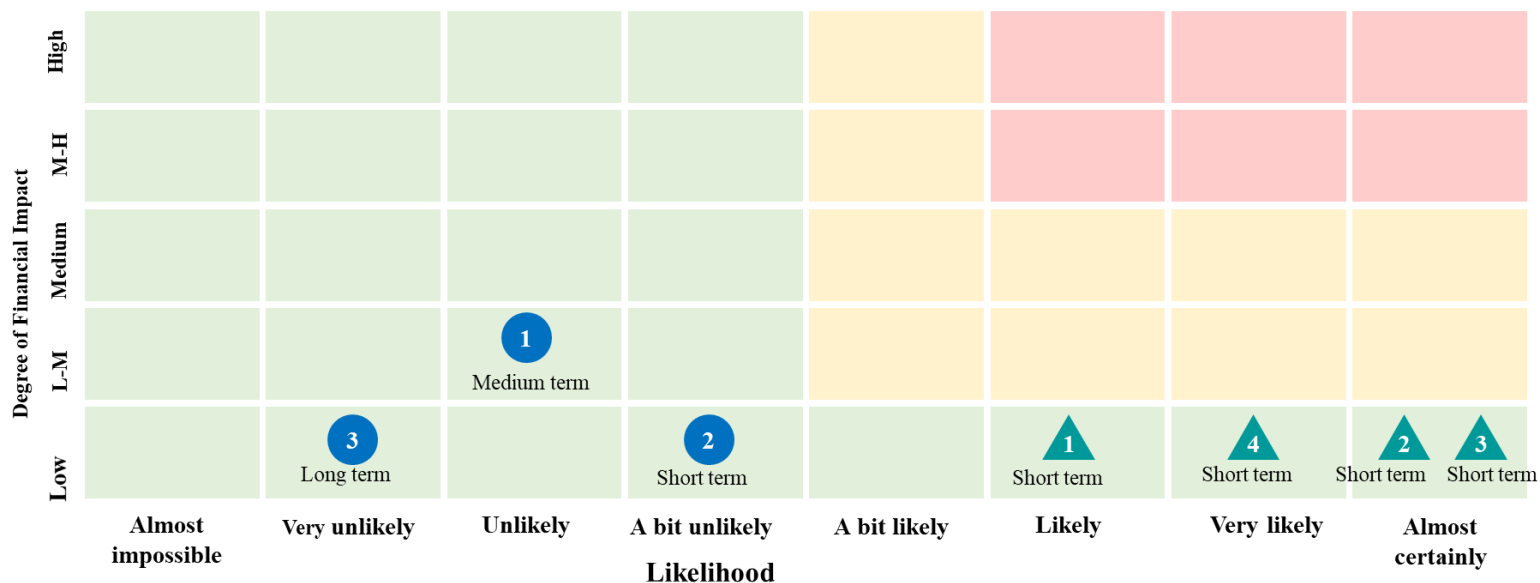 Degree of Financial Impact
High
M-H
Medium
L-M
1
Medium term
Low
3
Long term
2
Short term
1
Short term
4
Short term
2
Short term
3
Short term
Almost
impossible
Very unlikely
Unlikely
A bit unlikely
A bit likely
Likely
Very likely
Almost
certainly
Likelihood